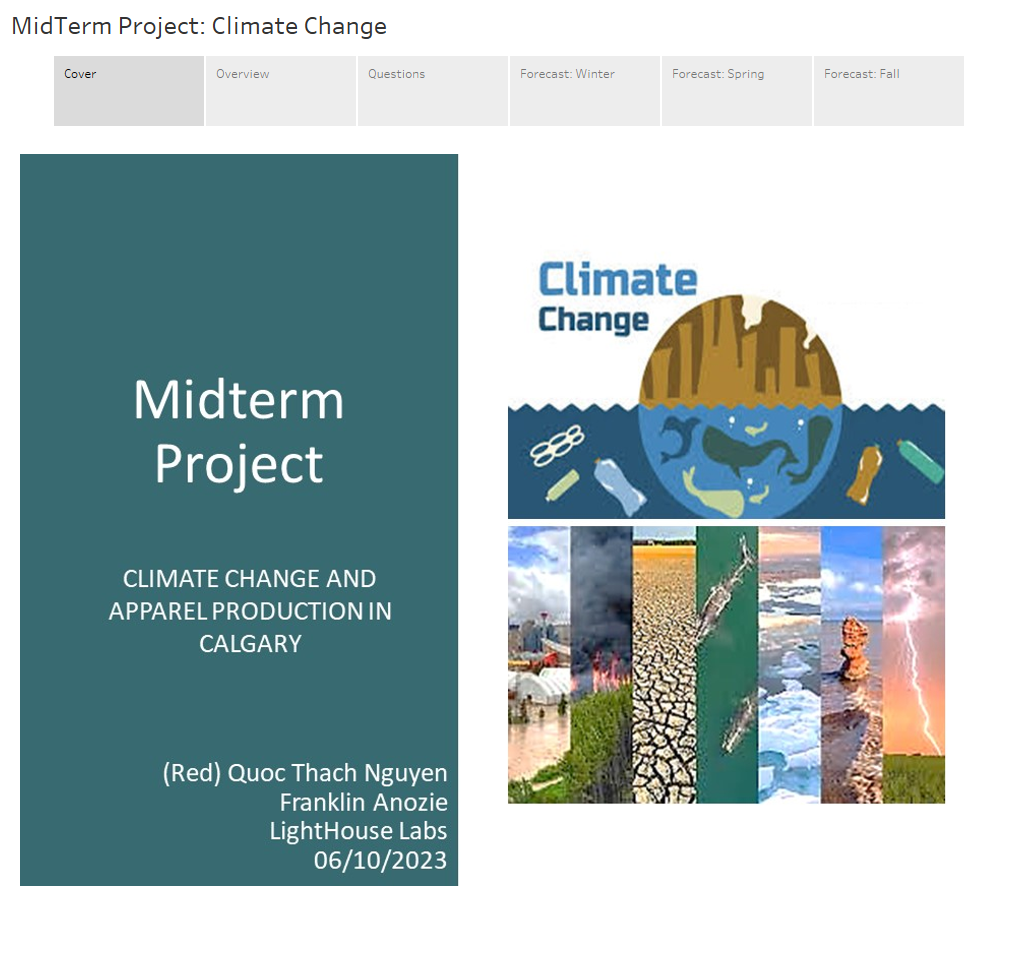 MidTerm Project: Climate Change
Cover
Overview
Questions
Forecast: Winter
Forecast: Spring
Forecast: Fall
Midterm
Project
CLIMATE CHANGE AND
APPAREL PRODUCTION IN
CALGARY
(Red) Quoc Thach Nguyen
Franklin Anozie
LightHouse Labs
06/10/2023
Climate
Change